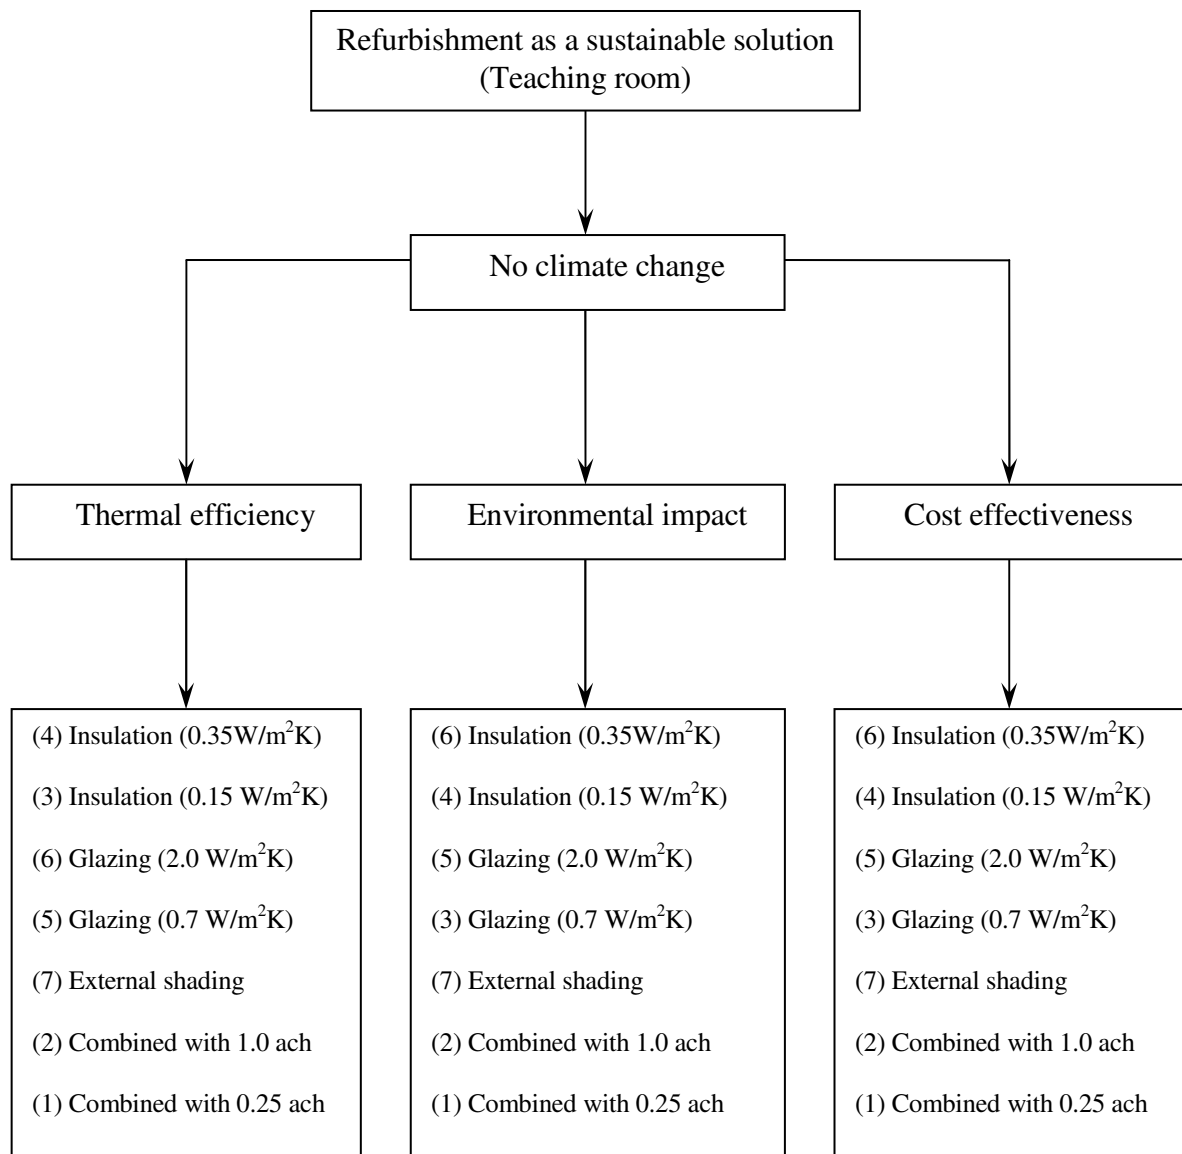 Refurbishment as a sustainable solution
(Teaching room)
No climate change
Thermal efficiency
Environmental impact
Cost effectiveness
(4) Insulation (0.35W/m²K)
(3) Insulation (0.15 W/m²K)
(6) Glazing (2.0 W/m²K)
(5) Glazing (0.7 W/m²K)
(7) External shading
(2) Combined with 1.0 ach
(1) Combined with 0.25 ach
(6) Insulation (0.35W/m²K)
(4) Insulation (0.15 W/m²K)
(5) Glazing (2.0 W/m²K)
(3) Glazing (0.7 W/m²K)
(7) External shading
(2) Combined with 1.0 ach
(1) Combined with 0.25 ach
(6) Insulation (0.35W/m²K)
(4) Insulation (0.15 W/m²K)
(5) Glazing (2.0 W/m²K)
(3) Glazing (0.7 W/m²K)
(7) External shading
(2) Combined with 1.0 ach
(1) Combined with 0.25 ach